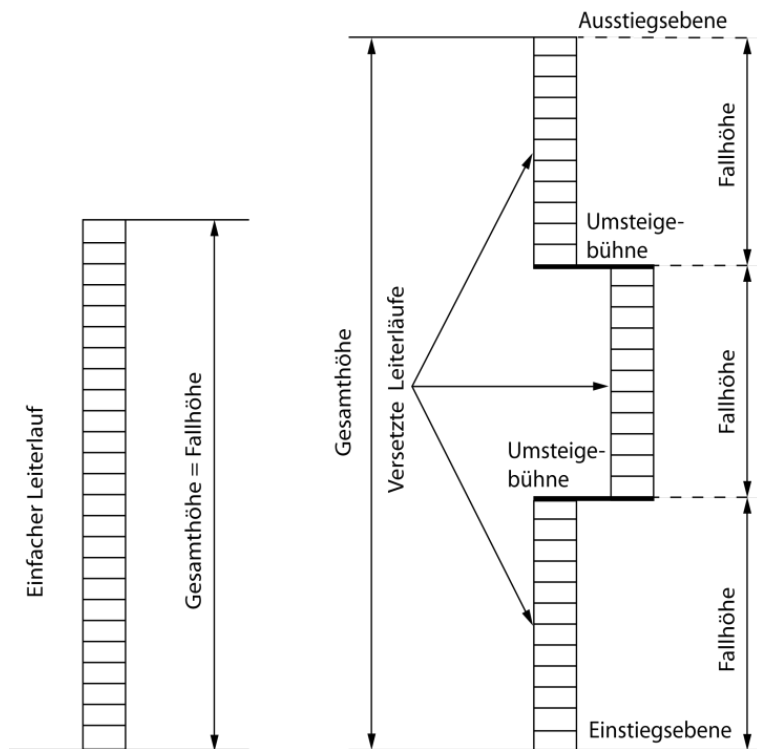 Einfacher Leiterlauf
Gesamthöhe = Fallhöhe
Gesamthöhe
Versetzte Leiterläufe
Ausstiegsebene
Fallhöhe
Umsteige-
bühne
Fallhöhe
Umsteige-
bühne
Fallhöhe
Einstiegsebene